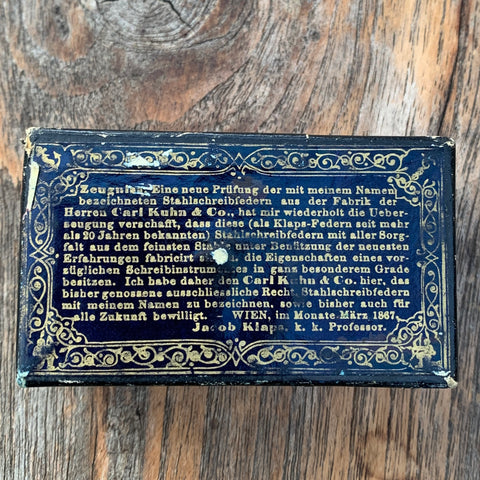 Zeugniss. Eine neue Prüfung der mit meinem Namen
bezeichneten Stahlschreibfedern aus der Fabrik der
Herren Carl Kuhn & Co., hat mir wiederholt die Ueber-
zeugung verschafft, dass diese (als Klaps-Federn seit mehr
als 20 Jahren bekannten) Stahlschreibfedern mit aller Sorg-
falt aus dem feinsten unter Benützung der neuesten
Erfahrungen fabricirt die Eigenschaften eines vor-
züglichen Schreibinstrumentes in ganz besonderem Grade
besitzen. Ich habe daher den Carl Kuhn & Co. hier, das
bisher genossene ausschliessliche Recht, Stahlschreibfedern
mit meinem Namen zu bezeichnen, sowie bisher auch für
alle Zukunft bewilligt. – WIEN, im Monate März 1867.
Jacob Klaps, k. k. Professor.